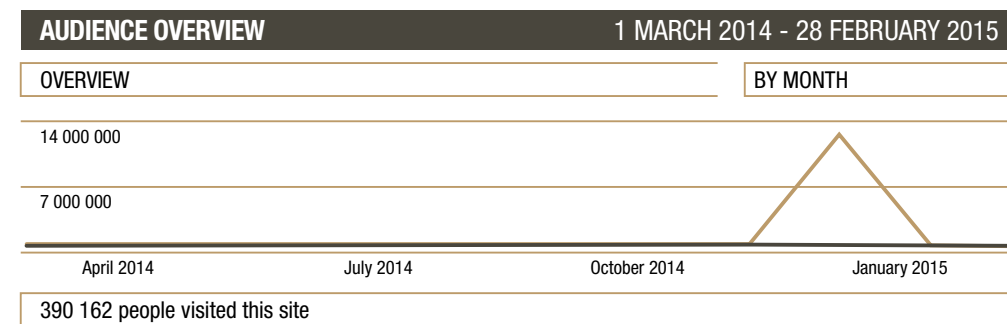 AUDIENCE OVERVIEW 1 MARCH 2014 - 28 FEBRUARY 2015
OVERVIEW BY MONTH
14 000 000
7 000 000
April 2014 July 2014 October 2014 January 2015
390 162 people visited this site